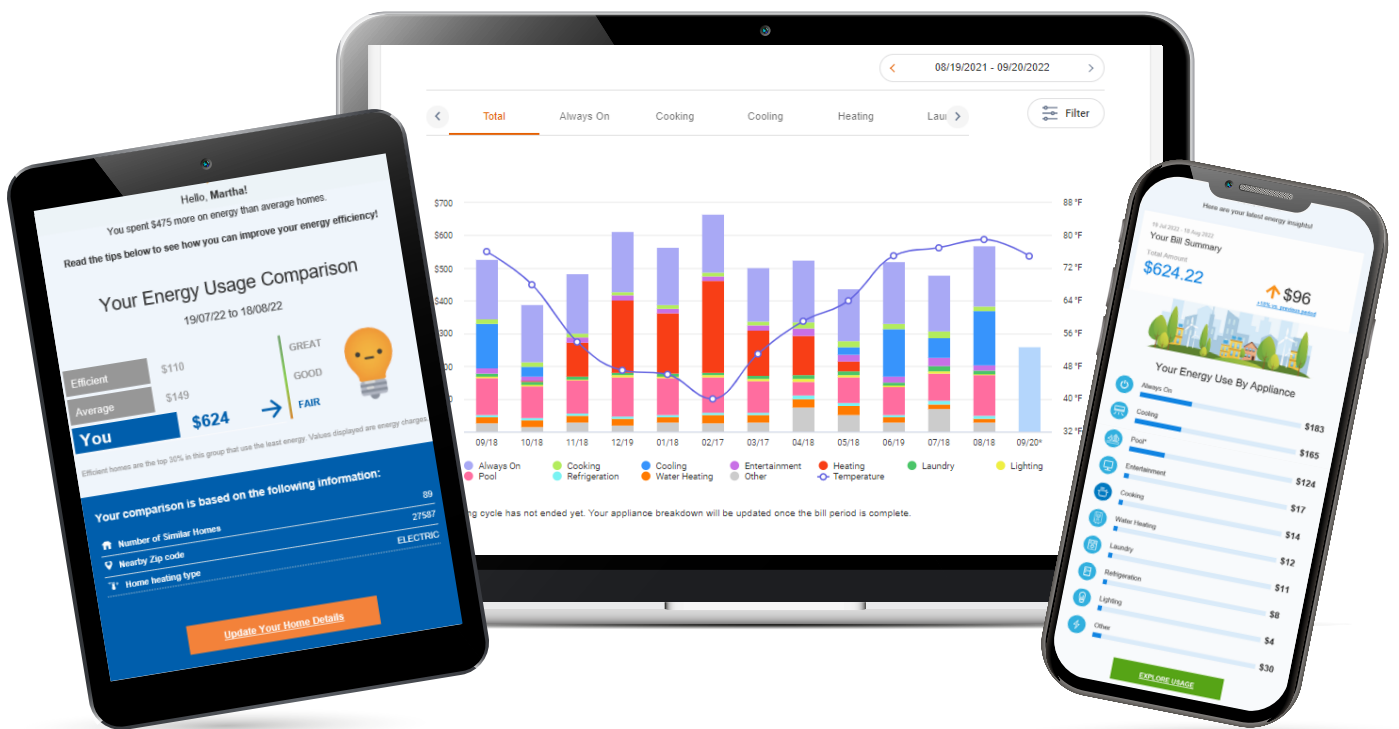 Hello, Martha!
You spent $475 more on energy than average homes.
Read the tips below to see how you can improve your energy efficiency!
Your Energy Usage Comparison
19/07/22 to 18/08/22
Efficient $110
Average $149
You $624
GREAT
GOOD
FAIR
Efficient homes are the top 30% in this group that use the least energy. Values displayed are energy charges.
Your comparison is based on the following information:
Number of Similar Homes 89
Nearby Zip code 27587
Home heating type ELECTRIC
Update Your Home Details
08/19/2021 - 09/20/2022
Total Always On Cooking Cooling Heating
Filter
$700 88 °F
$600 80 °F
$500 72 °F
$400 64 °F
56 °F
48 °F
40 °F
32 °F
09/18 10/18 11/18 12/19 01/18 02/17 03/17 04/18 05/18 06/19 07/18 08/18 09/20*
Always On Cooking Cooling Entertainment Heating Laundry Lighting
Pool Refrigeration Water Heating Other Temperature
cycle has not ended yet. Your appliance breakdown will be updated once the bill period is complete.
Here are your latest energy insights!
19 Jul 2022 - 18 Aug 2022
Your Bill Summary
Total Amount
$624.22
$96
vs. previous period
Your Energy Use By Appliance
Always On $183
Cooling $165
Pool* $124
Entertainment $17
Cooking $14
Water Heating $12
Laundry $11
Refrigeration $8
Lighting $4
Other $30
EXPLORE USAGE